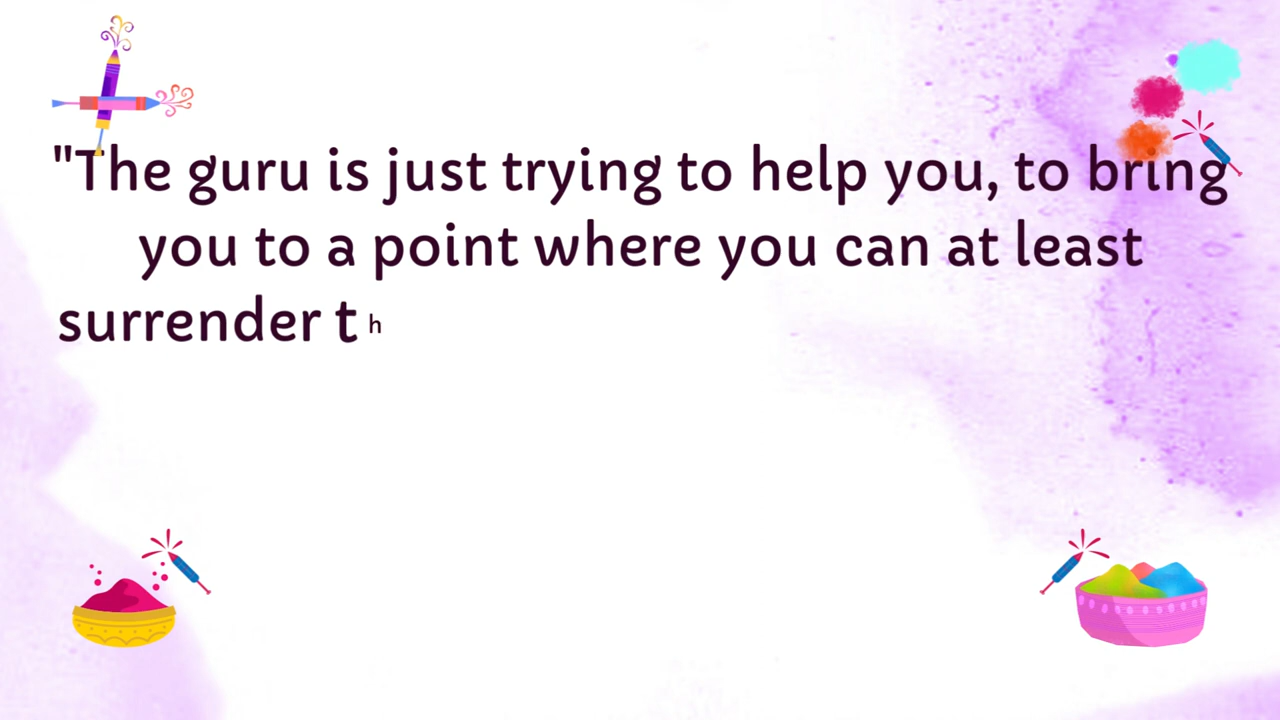 "The guru is just trying to help you, to bring
you to a point where you can at least
surrender th